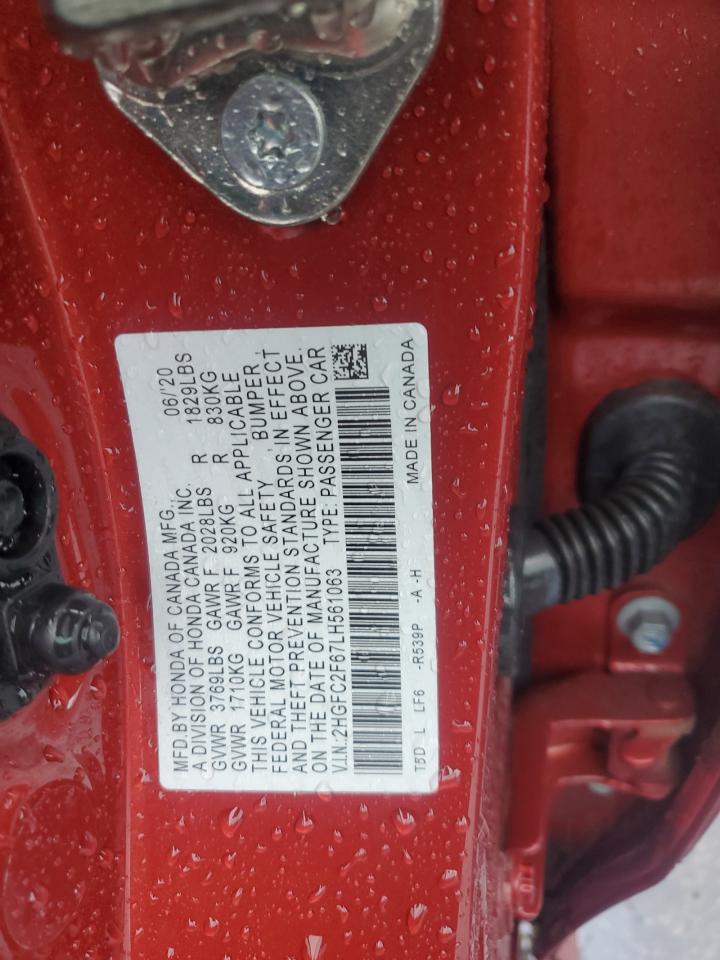 MFD.BY HONDA OF CANADA MFG., 06/'20
A DIVISION OF HONDA CANADA INC.
GVWR 3769LBS GAWR F 2028LBS R 1829LBS
GVWR 1710KG GAWR F 920KG R 830KG
THIS VEHICLE CONFORMS TO ALL APPLICABLE
FEDERAL MOTOR VEHICLE SAFETY , BUMPER,
AND THEFT PREVENTION STANDARDS IN EFFECT
ON THE DATE OF MANUFACTURE SHOWN ABOVE.
V.I.N.:2HGFC2F67LH561063 TYPE: PASSENGER CAR
TBD L LF6 -R539P -A -H MADE IN CANADA